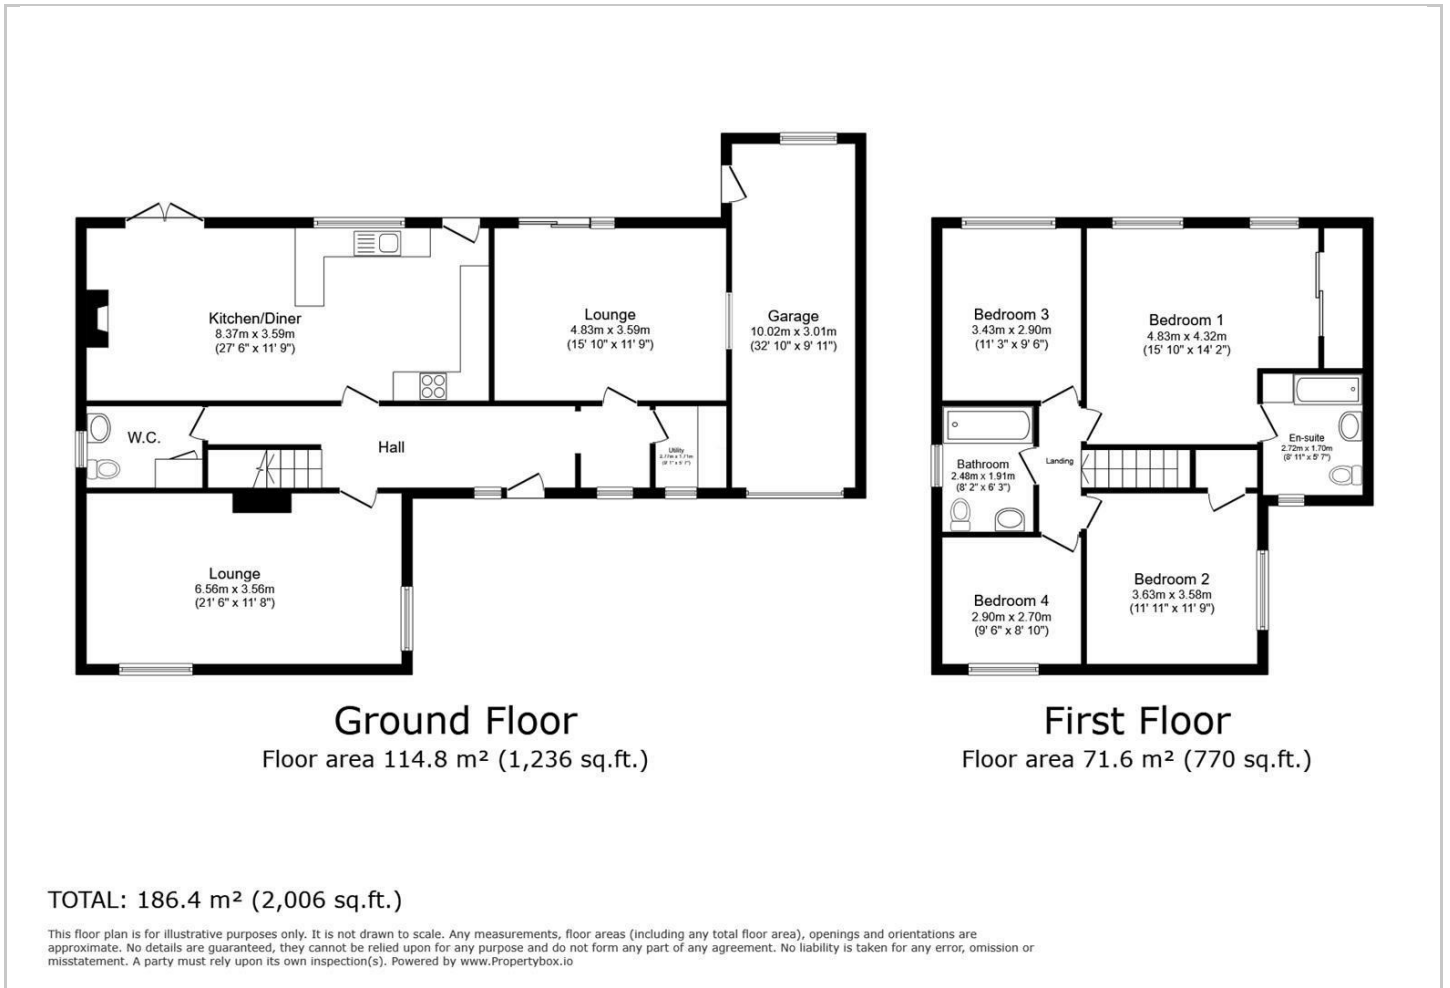 Kitchen/Diner
8.37m x 3.59m
(27' 6" x 11' 9")
Lounge
4.83m x 3.59m
(15' 10" x 11' 9")
Garage
10.02m x 3.01m
(32' 10" x 9' 11")
W.C.
Hall
Utility
Lounge
6.56m x 3.56m
(21' 6" x 11' 8")
Ground Floor
Floor area 114.8 m² (1,236 sq.ft.)
Bedroom 3
3.43m x 2.90m
(11' 3" x 9' 6")
Bedroom 1
4.83m x 4.32m
(15' 10" x 14' 2")
En-suite
2.72m x 1.70m
(8' 11" x 5' 7")
Bathroom
2.48m x 1.91m
(8' 2" x 6' 3")
Landing
Bedroom 4
2.90m x 2.70m
(9' 6" x 8' 10")
Bedroom 2
3.63m x 3.58m
(11' 11" x 11' 9")
First Floor
Floor area 71.6 m² (770 sq.ft.)
TOTAL: 186.4 m² (2,006 sq.ft.)
This floor plan is for illustrative purposes only. It is not drawn to scale. Any measurements, floor areas (including any total floor area), openings and orientations are
approximate. No details are guaranteed, they cannot be relied upon for any purpose and do not form any part of any agreement. No liability is taken for any error, omission or
misstatement. A party must rely upon its own inspection(s). Powered by www.Propertybox.io